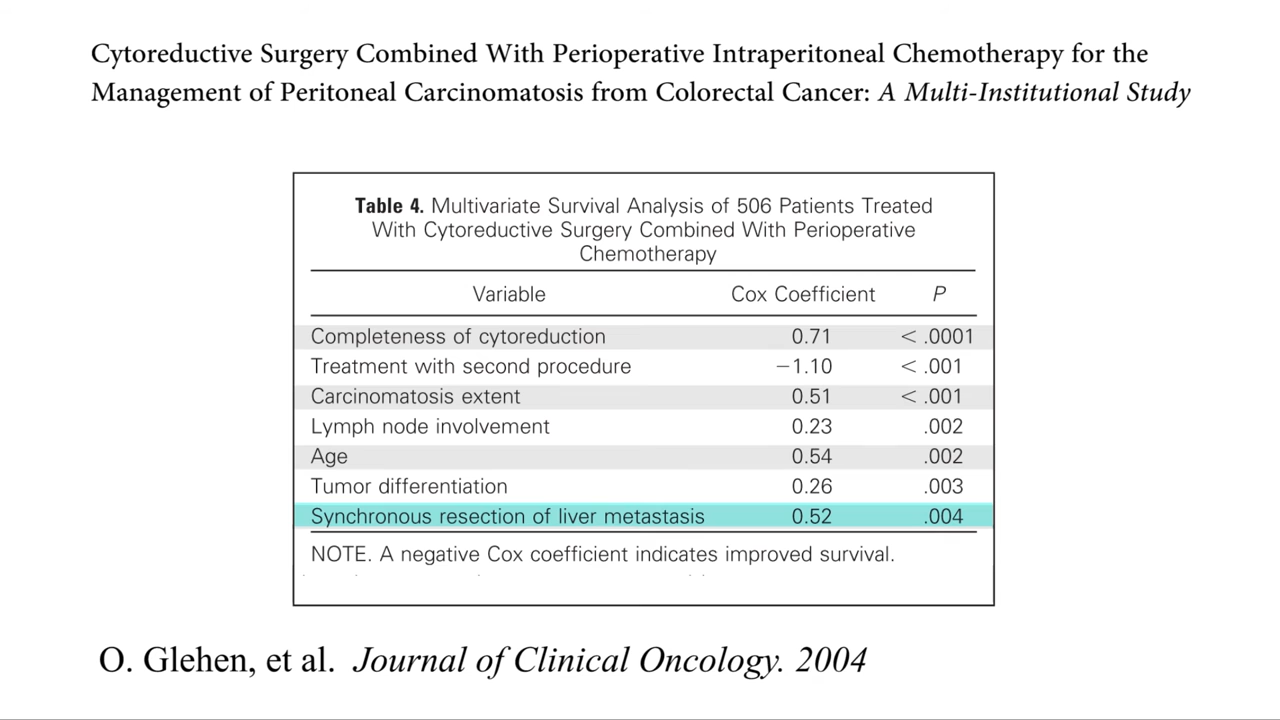 Cytoreductive Surgery Combined With Perioperative Intraperitoneal Chemotherapy for the
Management of Peritoneal Carcinomatosis from Colorectal Cancer: A Multi-Institutional Study
Table 4. Multivariate Survival Analysis of 506 Patients Treated
With Cytoreductive Surgery Combined With Perioperative
Chemotherapy
Variable Cox Coefficient P
Completeness of cytoreduction 0.71 < .0001
Treatment with second procedure −1.10 < .001
Carcinomatosis extent 0.51 < .001
Lymph node involvement 0.23 .002
Age 0.54 .002
Tumor differentiation 0.26 .003
Synchronous resection of liver metastasis 0.52 .004
NOTE. A negative Cox coefficient indicates improved survival.
O. Glehen, et al. Journal of Clinical Oncology. 2004